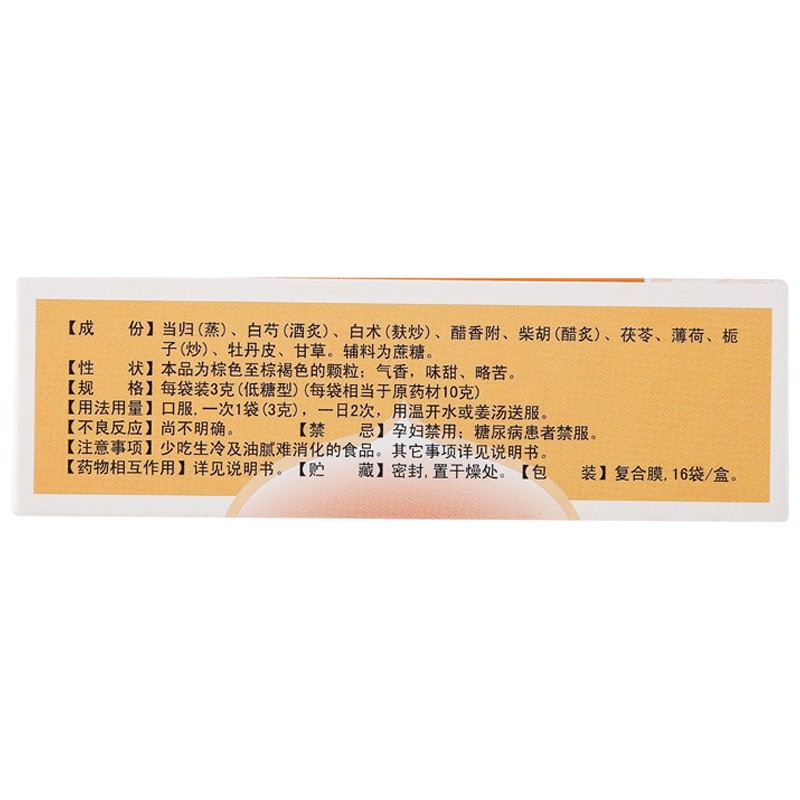 【成　　份】当归(蒸)、白芍(酒炙)、白术(麸炒)、醋香附、柴胡(醋炙)、茯苓、薄荷、栀
子(炒)、牡丹皮、甘草。辅料为蔗糖。
【性　　状】本品为棕色至棕褐色的颗粒；气香，味甜、略苦。
【规　　格】每袋装3克(低糖型)(每袋相当于原药材10克)
【用法用量】口服,一次1袋(3克)，一日2次，用温开水或姜汤送服。
【不良反应】尚不明确。　　【禁　　忌】孕妇禁用；糖尿病患者禁服。
【注意事项】少吃生冷及油腻难消化的食品。其它事项详见说明书。
【药物相互作用】详见说明书。【贮　　藏】密封,置干燥处。【包　　装】复合膜,16袋/盒。